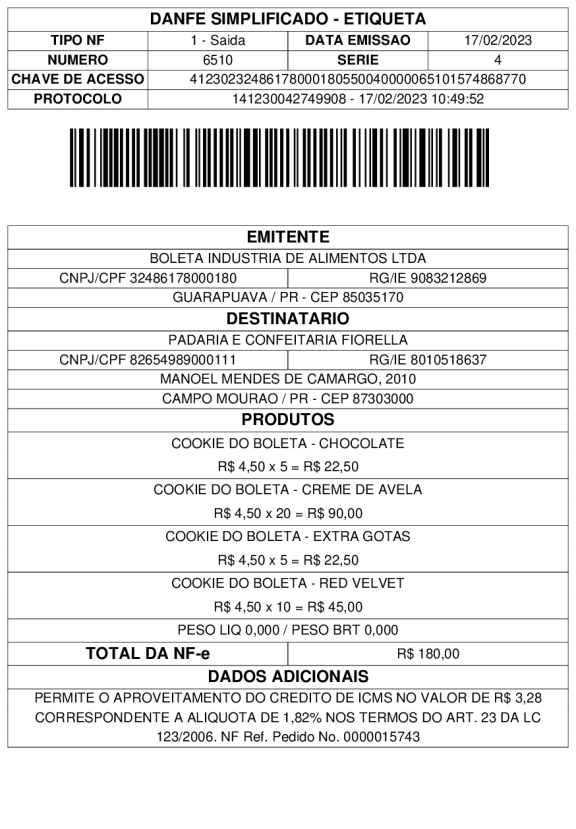 DANFE SIMPLIFICADO - ETIQUETA
TIPO NF 1 - Saida DATA EMISSAO 17/02/2023
NUMERO 6510 SERIE 4
CHAVE DE ACESSO 41230232486178000180550040000065101574868770
PROTOCOLO 141230042749908 - 17/02/2023 10:49:52
EMITENTE
BOLETA INDUSTRIA DE ALIMENTOS LTDA
CNPJ/CPF 32486178000180 RG/IE 9083212869
GUARAPUAVA / PR - CEP 85035170
DESTINATARIO
PADARIA E CONFEITARIA FIORELLA
CNPJ/CPF 82654989000111 RG/IE 8010518637
MANOEL MENDES DE CAMARGO, 2010
CAMPO MOURAO / PR - CEP 87303000
PRODUTOS
COOKIE DO BOLETA - CHOCOLATE
R$ 4,50 x 5 = R$ 22,50
COOKIE DO BOLETA - CREME DE AVELA
R$ 4,50 x 20 = R$ 90,00
COOKIE DO BOLETA - EXTRA GOTAS
R$ 4,50 x 5 = R$ 22,50
COOKIE DO BOLETA - RED VELVET
R$ 4,50 x 10 = R$ 45,00
PESO LIQ 0,000 / PESO BRT 0,000
TOTAL DA NF-e R$ 180,00
DADOS ADICIONAIS
PERMITE O APROVEITAMENTO DO CREDITO DE ICMS NO VALOR DE R$ 3,28
CORRESPONDENTE A ALIQUOTA DE 1,82% NOS TERMOS DO ART. 23 DA LC
123/2006. NF Ref. Pedido No. 0000015743